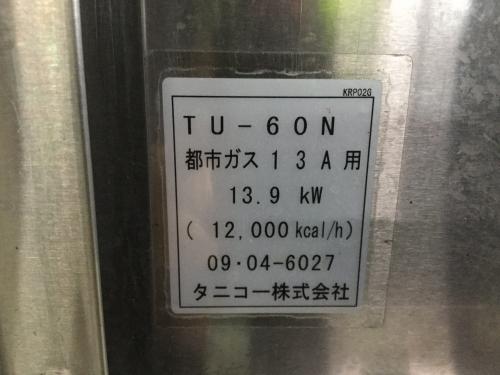 KRP02G
TU-60N
都市ガス13A用
13.9 kW
( 12,000 kcal/h)
09・04-6027
タニコー株式会社